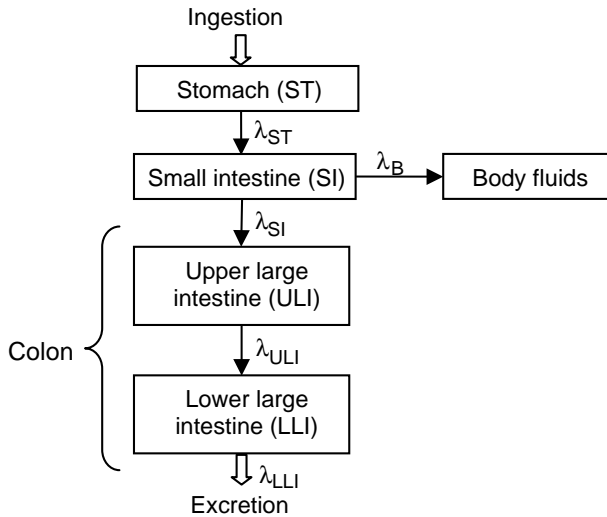 Ingestion
Stomach (ST)
λST
Small intestine (SI)
λB
Body fluids
λSI
Upper large
intestine (ULI)
Colon
λULI
Lower large
intestine (LLI)
λLLI
Excretion